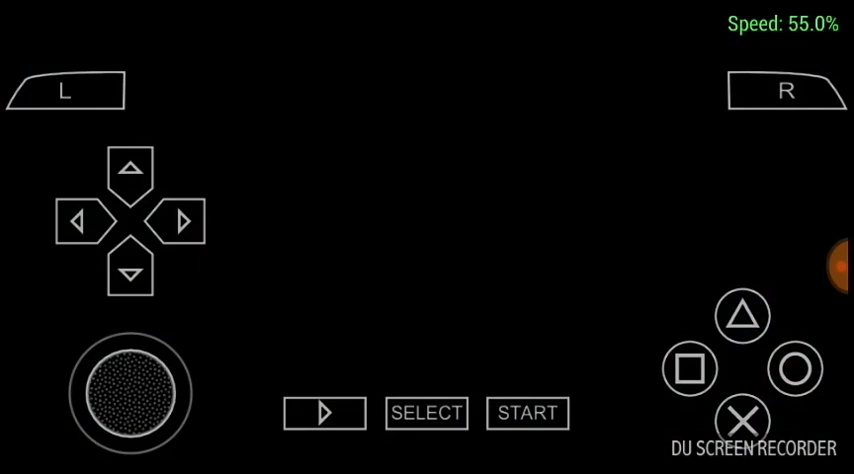 Speed: 55.0%
L
R
SELECT
START
DU SCREEN RECORDER